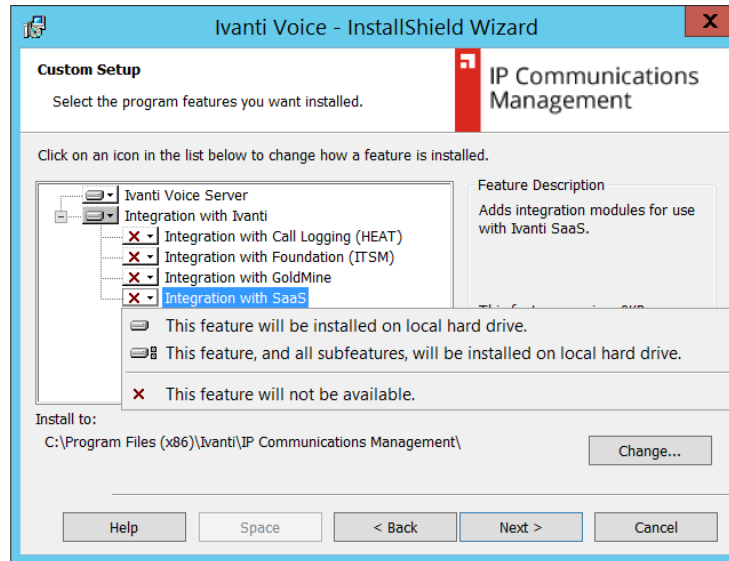 Ivanti Voice - InstallShield Wizard
X
Custom Setup
Select the program features you want installed.
IP Communications
Management
Click on an icon in the list below to change how a feature is installed.
Ivanti Voice Server
Integration with Ivanti
Integration with Call Logging (HEAT)
Integration with Foundation (ITSM)
Integration with GoldMine
Integration with SaaS
Feature Description
Adds integration modules for use
with Ivanti SaaS.
This feature will be installed on local hard drive.
This feature, and all subfeatures, will be installed on local hard drive.
This feature will not be available.
Install to:
C:\Program Files (x86)\Ivanti\IP Communications Management\
Change...
Help
Space
< Back
Next >
Cancel